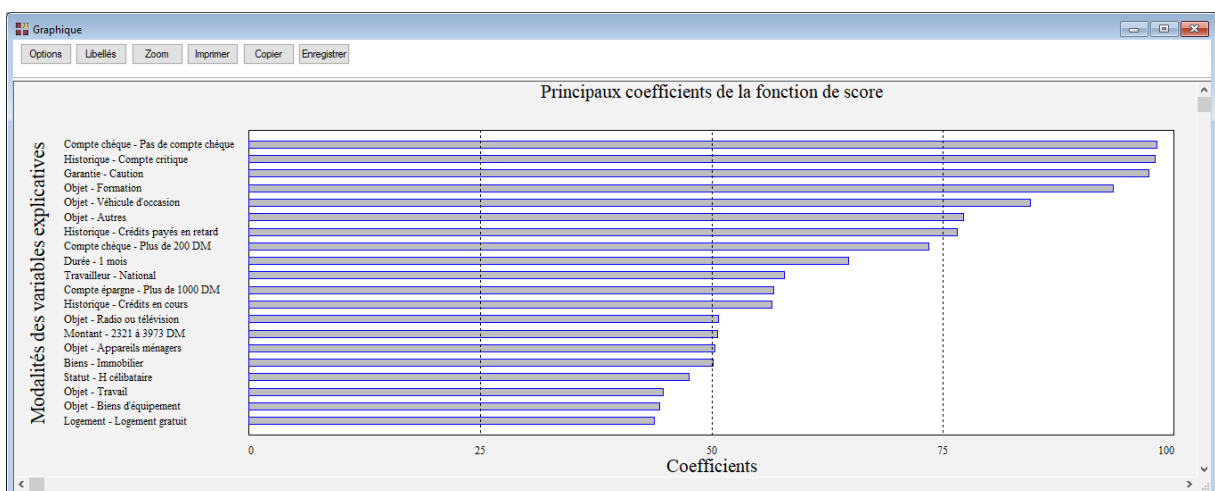 Graphique
Options Libellés Zoom Imprimer Copier Enregistrer
Principaux coefficients de la fonction de score
Modalités des variables explicatives
Compte chèque - Pas de compte chèque
Historique - Compte critique
Garantie - Caution
Objet - Formation
Objet - Véhicule d'occasion
Objet - Autres
Historique - Crédits payés en retard
Compte chèque - Plus de 200 DM
Durée - 1 mois
Travailleur - National
Compte épargne - Plus de 1000 DM
Historique - Crédits en cours
Objet - Radio ou télévision
Montant - 2321 à 3973 DM
Objet - Appareils ménagers
Biens - Immobilier
Statut - H célibataire
Objet - Travail
Objet - Biens d'équipement
Logement - Logement gratuit
0 25 50 75 100
Coefficients